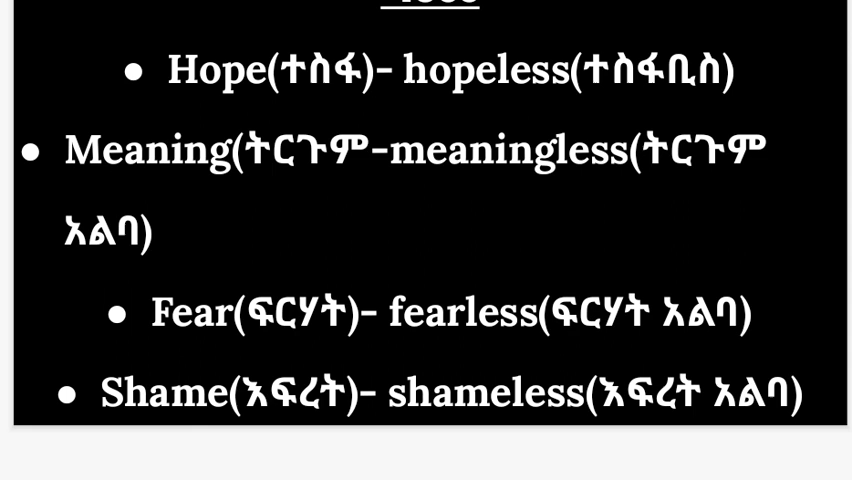 ● Hope(ተስፋ)- hopeless(ተስፋቢስ)
● Meaning(ትርጉም-meaningless(ትርጉም
አልባ)
● Fear(ፍርሃት)- fearless(ፍርሃት አልባ)
● Shame(እፍረት)- shameless(እፍረት አልባ)